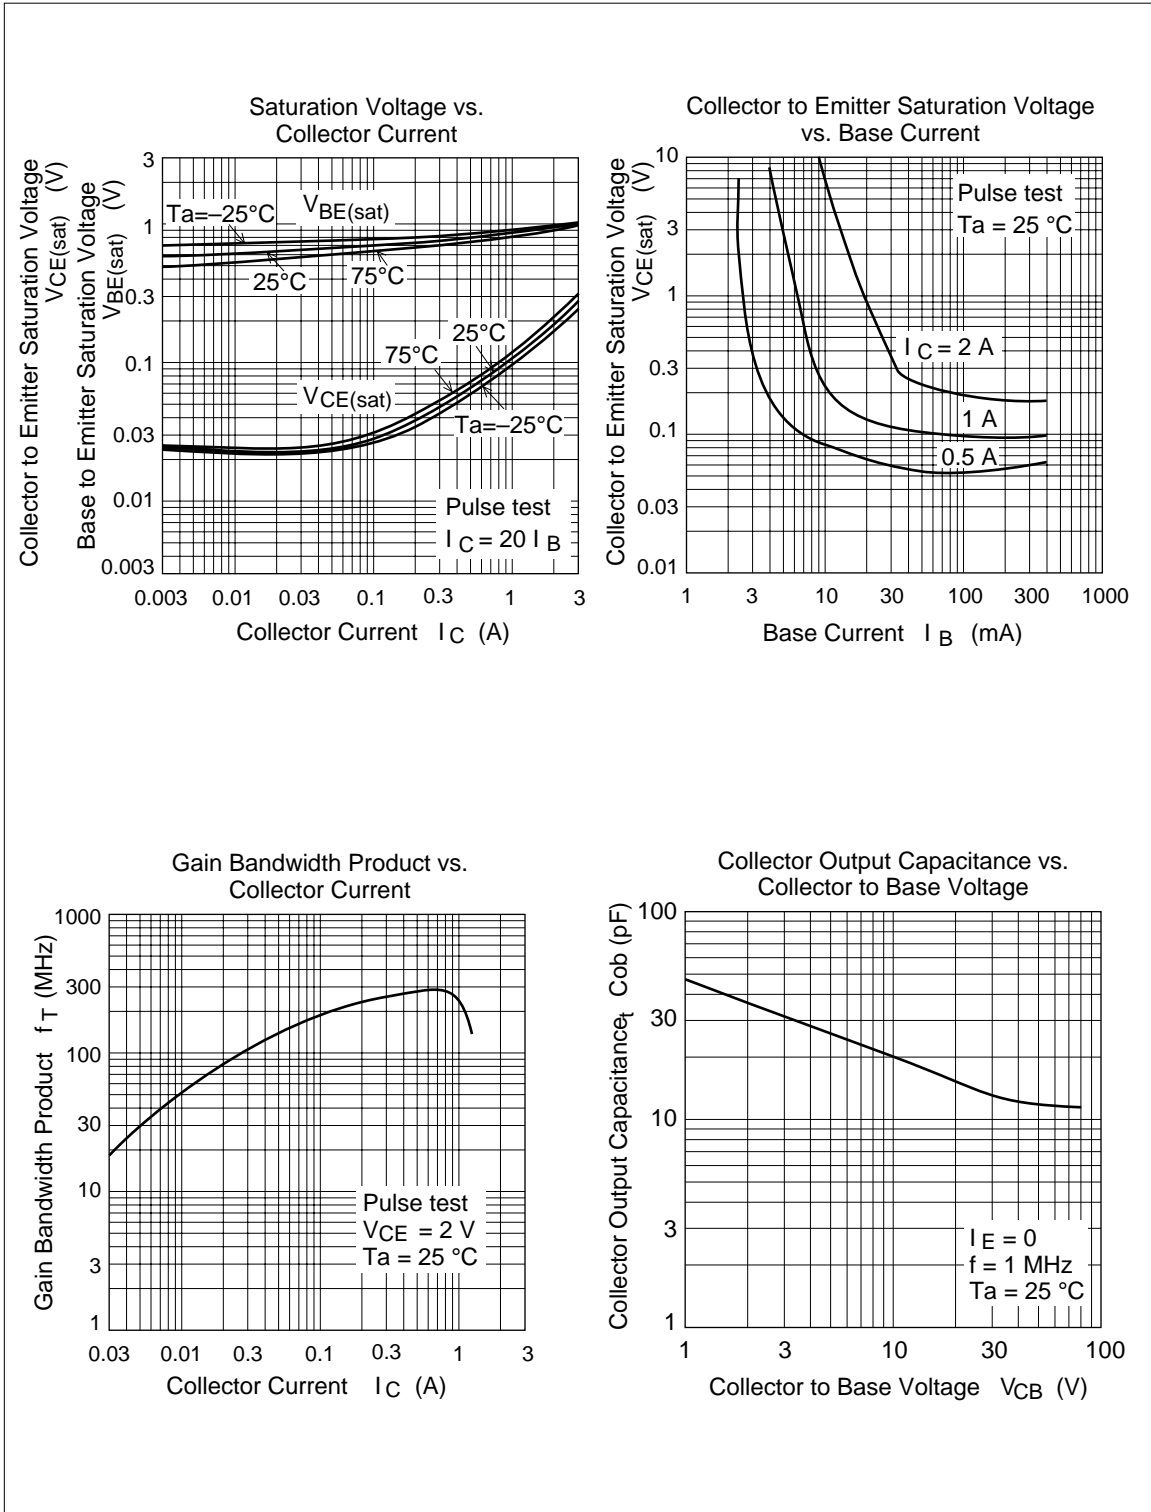 Saturation Voltage vs.
Collector Current
Collector to Emitter Saturation Voltage
VCE(sat) (V)
Base to Emitter Saturation Voltage
VBE(sat) (V)
3
1
0.3
0.1
0.03
0.01
0.003
Ta=–25°C
VBE(sat)
25°C
75°C
25°C
75°C
VCE(sat)
Ta=–25°C
Pulse test
I C = 20 I B
0.003 0.01 0.03 0.1 0.3 1 3
Collector Current I C (A)
Collector to Emitter Saturation Voltage
vs. Base Current
Collector to Emitter Saturation Voltage
VCE(sat) (V)
10
3
1
0.3
0.1
0.03
0.01
Pulse test
Ta = 25 °C
I C = 2 A
1 A
0.5 A
1 3 10 30 100 300 1000
Base Current I B (mA)
Gain Bandwidth Product vs.
Collector Current
Gain Bandwidth Product f T (MHz)
1000
300
100
30
10
3
1
Pulse test
VCE = 2 V
Ta = 25 °C
0.03 0.01 0.3 0.1 0.3 1 3
Collector Current I C (A)
Collector Output Capacitance vs.
Collector to Base Voltage
Collector Output Capacitancet Cob (pF)
100
30
10
3
1
I E = 0
f = 1 MHz
Ta = 25 °C
1 3 10 30 100
Collector to Base Voltage VCB (V)